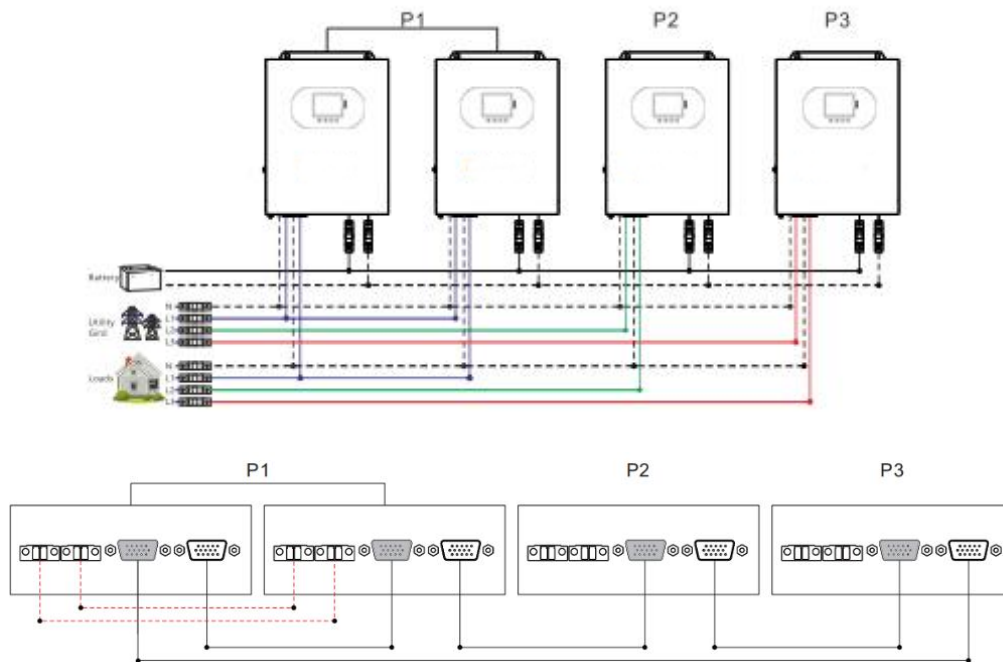 P1 P2 P3
Battery
N
Utility
Grid
L1
L2
L3
N
Loads
L1
L2
L3
P1 P2 P3